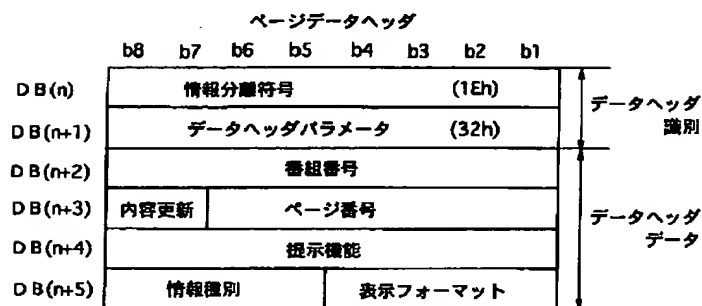 ページデータヘッダ
b8 b7 b6 b5 b4 b3 b2 b1
DB(n) 情報分離符号 (1Eh)
DB(n+1) データヘッダパラメータ (32h)
データヘッダ
識別
DB(n+2) 番組番号
DB(n+3) 内容更新 ページ番号
DB(n+4) 提示機能
DB(n+5) 情報種別 表示フォーマット
データヘッダ
データ